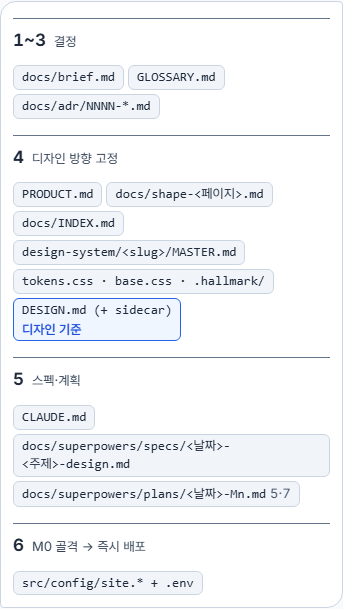 1~3 결정
docs/brief.md GLOSSARY.md
docs/adr/NNNN-*.md
4 디자인 방향 고정
PRODUCT.md docs/shape-<페이지>.md
docs/INDEX.md
design-system/<slug>/MASTER.md
tokens.css · base.css · .hallmark/
DESIGN.md (+ sidecar)
디자인 기준
5 스펙·계획
CLAUDE.md
docs/superpowers/specs/<날짜>-
<주제>-design.md
docs/superpowers/plans/<날짜>-Mn.md 5·7
6 M0 골격 → 즉시 배포
src/config/site.* + .env